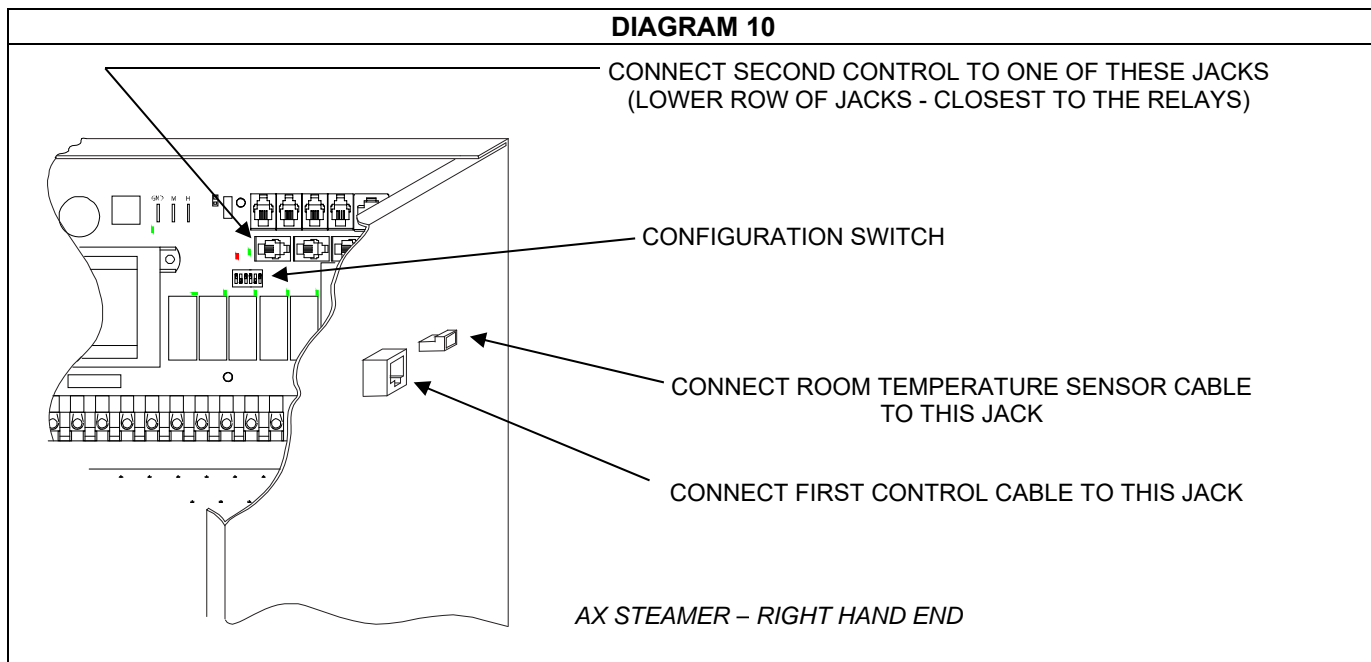 DIAGRAM 10
CONNECT SECOND CONTROL TO ONE OF THESE JACKS
(LOWER ROW OF JACKS - CLOSEST TO THE RELAYS)
GND M H
CONFIGURATION SWITCH
CONNECT ROOM TEMPERATURE SENSOR CABLE
TO THIS JACK
CONNECT FIRST CONTROL CABLE TO THIS JACK
AX STEAMER – RIGHT HAND END